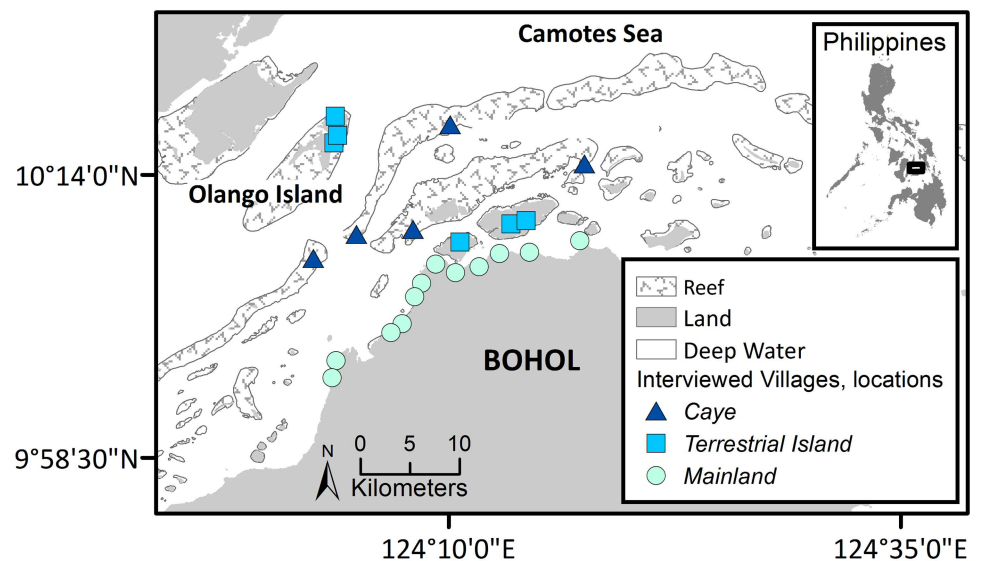 Camotes Sea
Philippines
10°14'0"N
Olango Island
Reef
Land
Deep Water
Interviewed Villages, locations
Caye
Terrestrial Island
Mainland
BOHOL
N
0 5 10
Kilometers
9°58'30"N
124°10'0"E
124°35'0"E